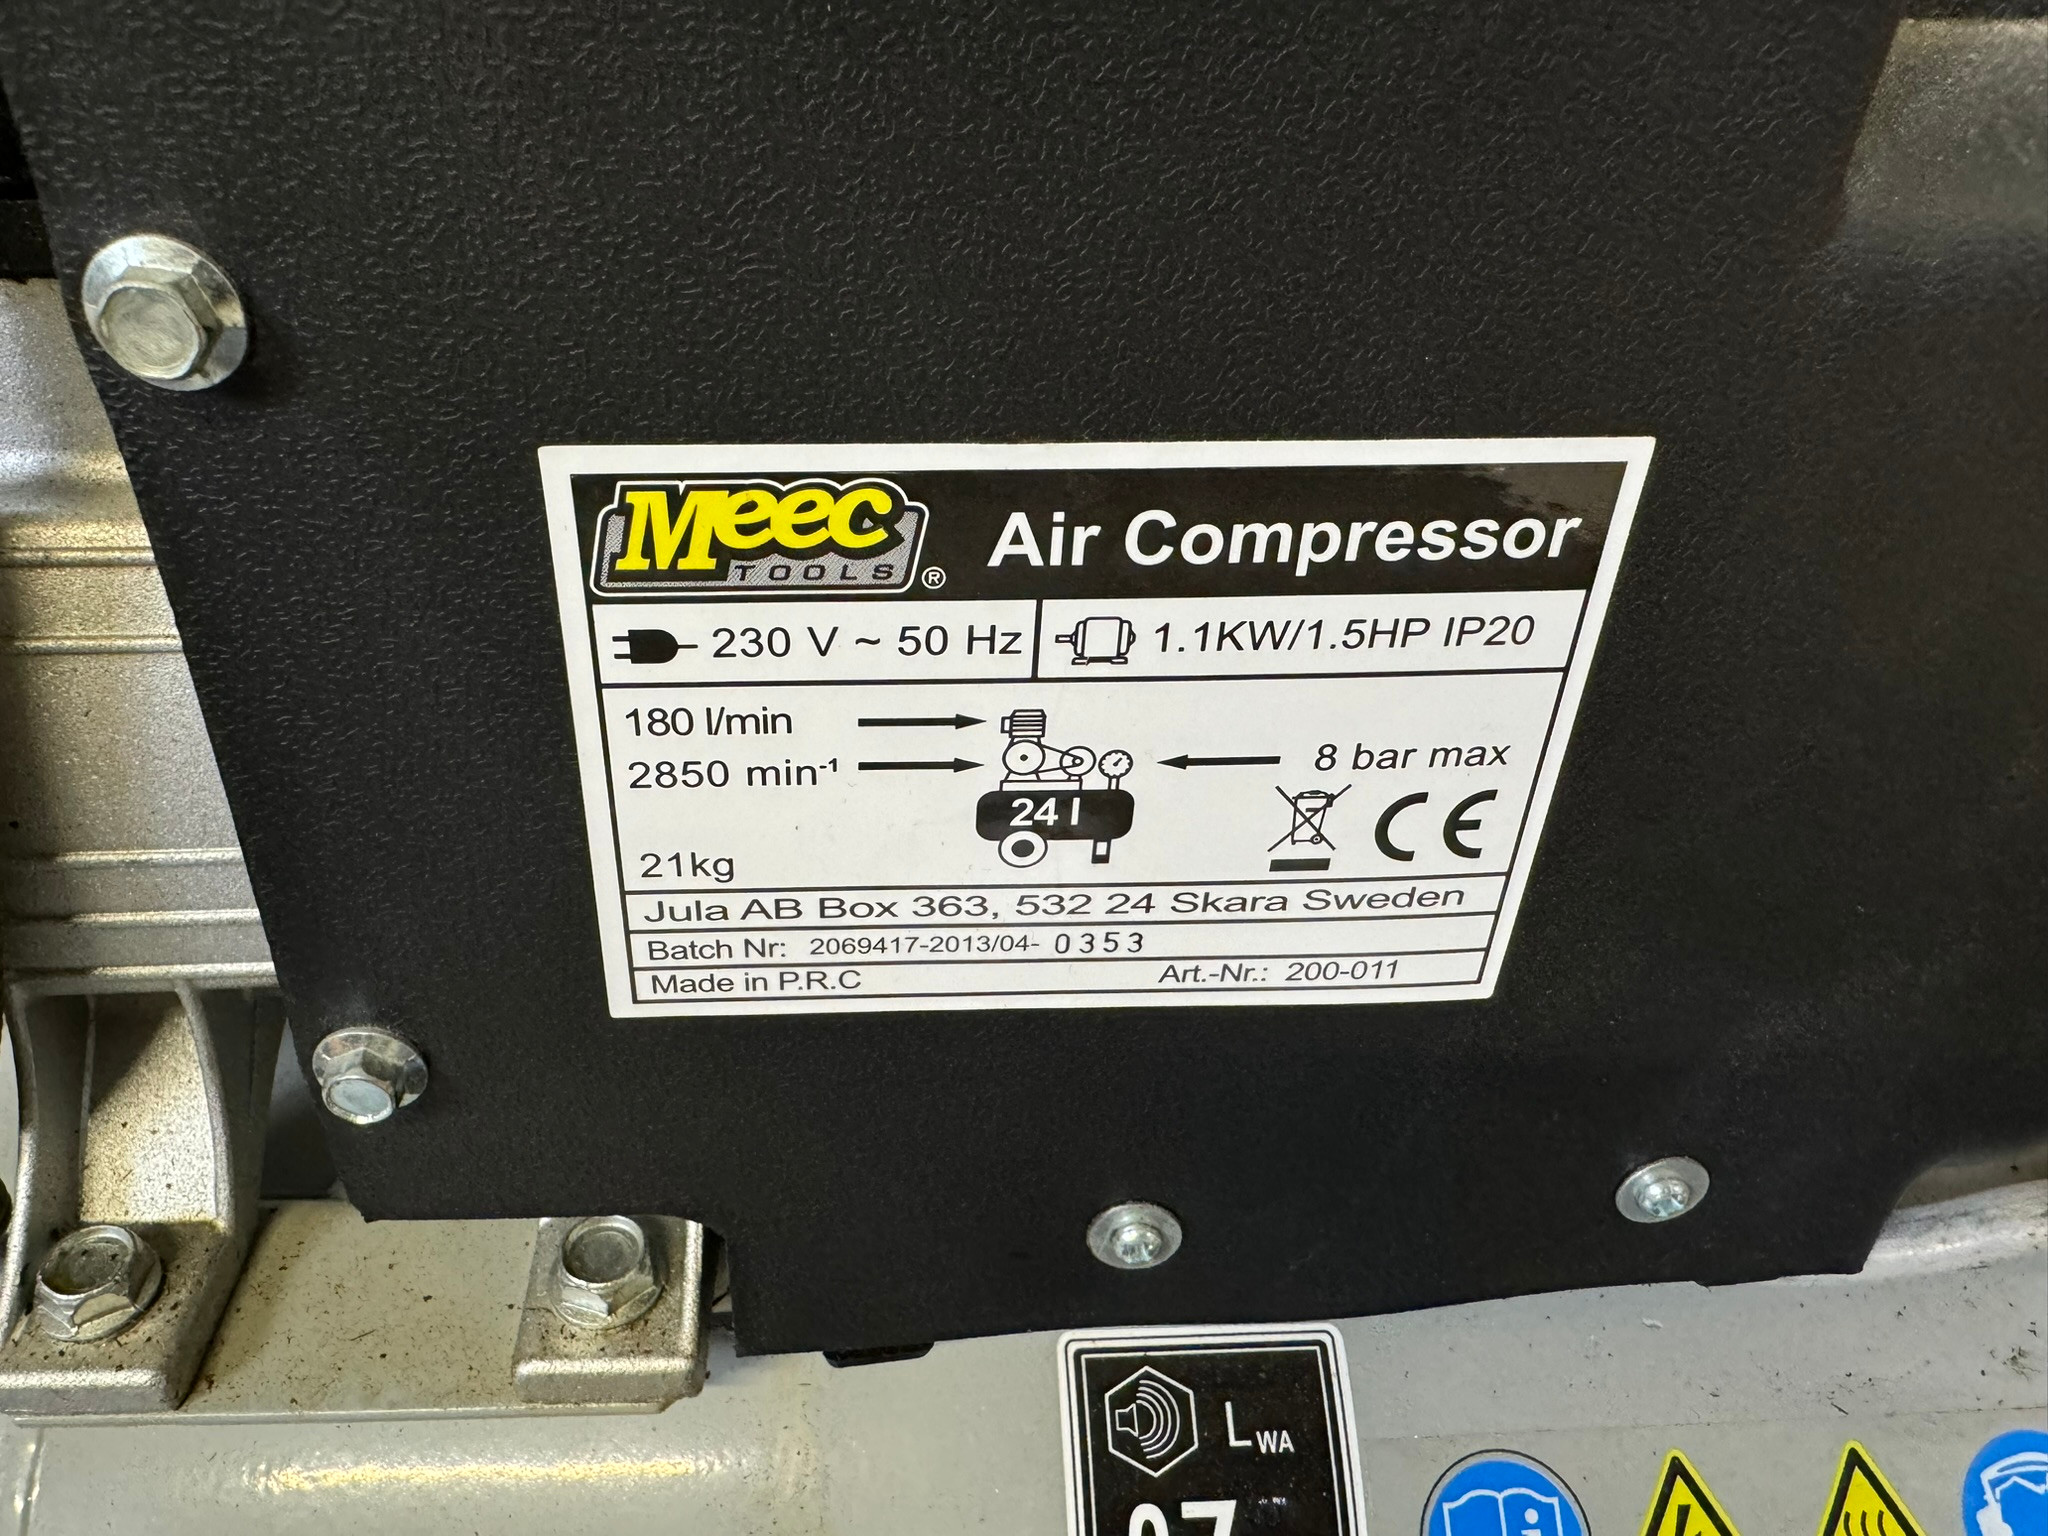 Meec TOOLS ® Air Compressor
230 V ~ 50 Hz 1.1KW/1.5HP IP20
180 l/min
2850 min⁻¹ 8 bar max
24 l
CE
21kg
Jula AB Box 363, 532 24 Skara Sweden
Batch Nr: 2069417-2013/04- 0353
Made in P.R.C Art.-Nr.: 200-011
LWA